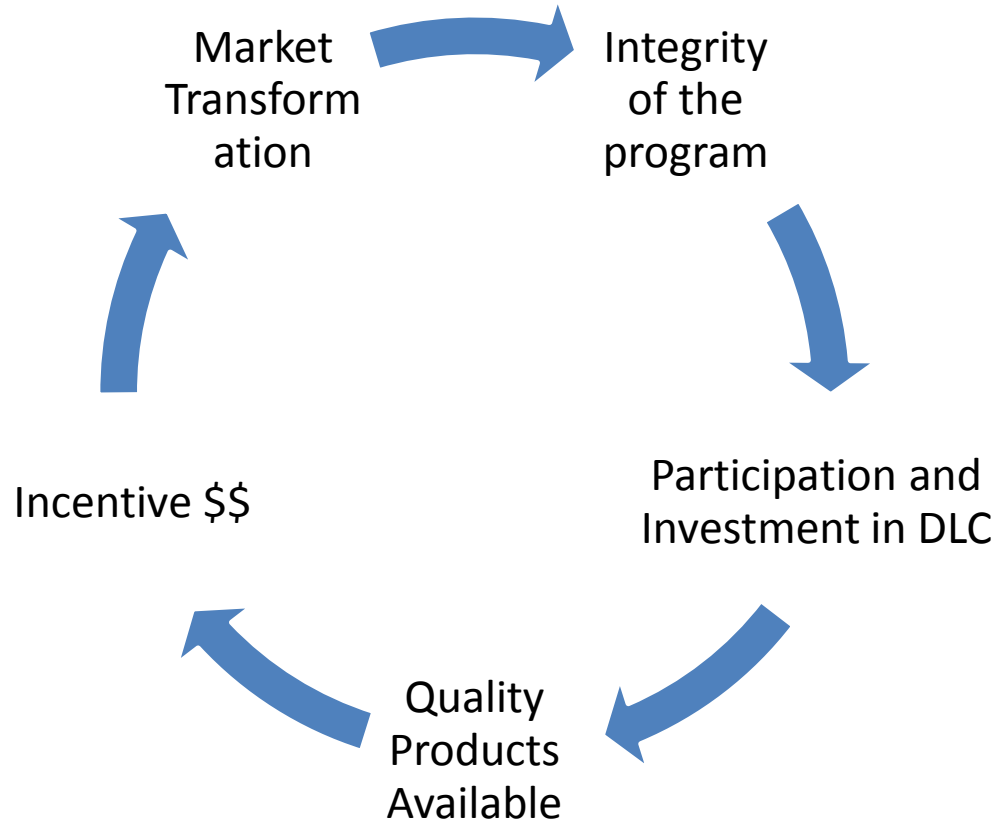 Market
Transform
ation
Integrity
of the
program
Participation and
Investment in DLC
Quality
Products
Available
Incentive $$